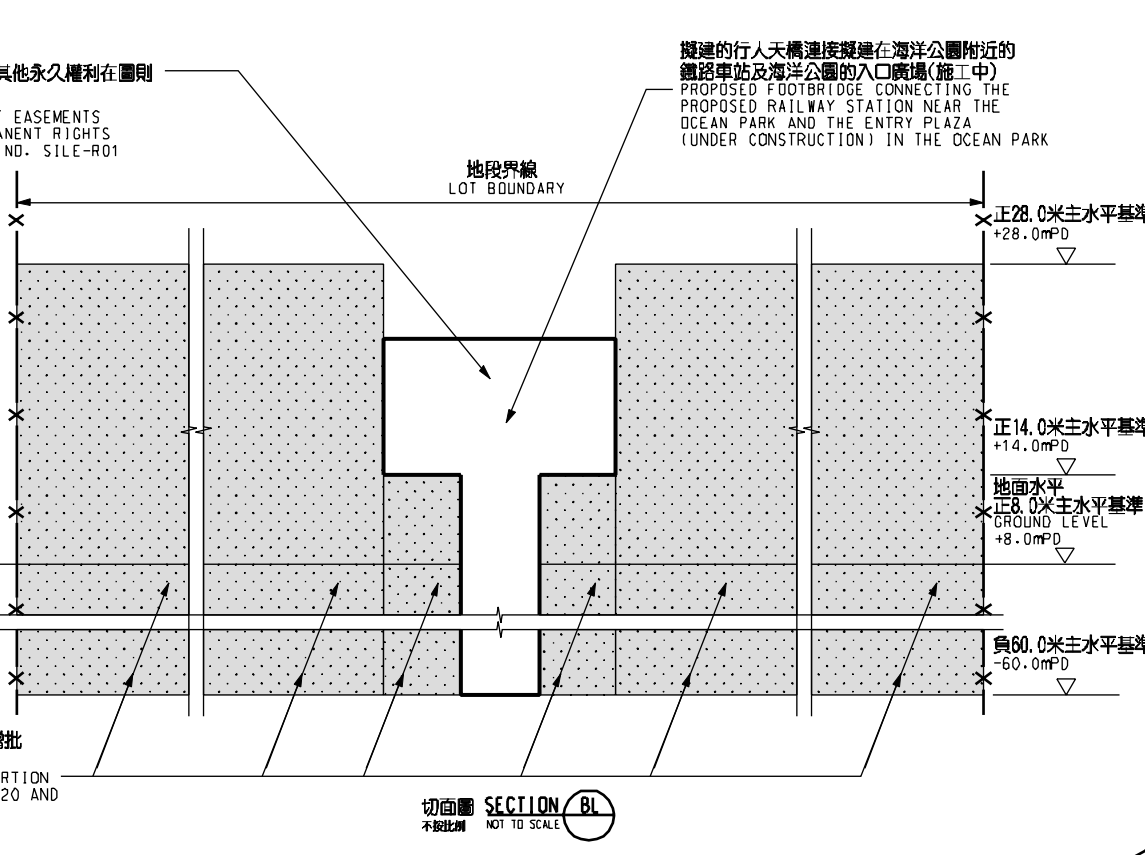 其他永久權利在圖則
EASEMENTS
RIGHTS
NO. SILE-R01
擬建的行人天橋連接擬建在海洋公園附近的
鐵路車站及海洋公園的入口廣場(施工中)
PROPOSED FOOTBRIDGE CONNECTING THE
PROPOSED RAILWAY STATION NEAR THE
OCEAN PARK AND THE ENTRY PLAZA
(UNDER CONSTRUCTION) IN THE OCEAN PARK
地段界線
LOT BOUNDARY
正28.0米主水平基準
+28.0mPD
正14.0米主水平基準
+14.0mPD
地面水平
正8.0米主水平基準
GROUND LEVEL
+8.0mPD
負60.0米主水平基準
-60.0mPD
批
RTION
20 AND
切面圖 SECTION BL
不按比例 NOT TO SCALE